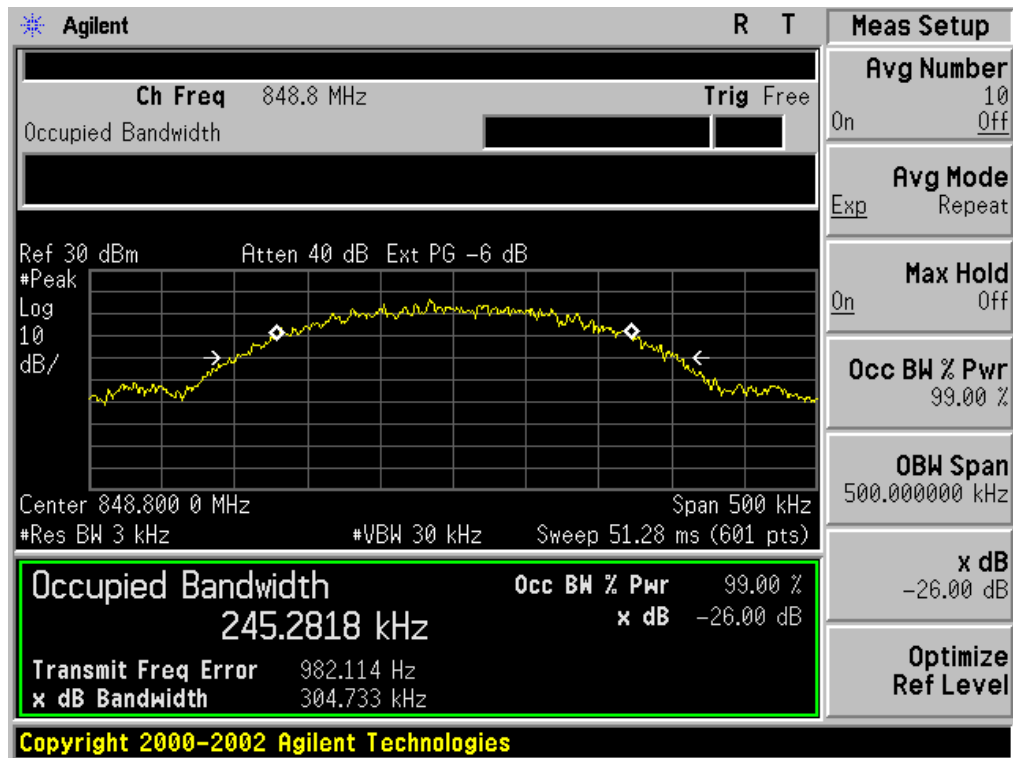 Agilent R T
Ch Freq 848.8 MHz Trig Free
Occupied Bandwidth
Ref 30 dBm Atten 40 dB Ext PG -6 dB
#Peak
Log
10
dB/
Center 848.800 0 MHz Span 500 kHz
#Res BW 3 kHz #VBW 30 kHz Sweep 51.28 ms (601 pts)
Occupied Bandwidth Occ BW % Pwr 99.00 %
245.2818 kHz x dB -26.00 dB
Transmit Freq Error 982.114 Hz
x dB Bandwidth 304.733 kHz
Copyright 2000-2002 Agilent Technologies
Meas Setup
Avg Number
10
On Off
Avg Mode
Exp Repeat
Max Hold
On Off
Occ BW % Pwr
99.00 %
OBW Span
500.000000 kHz
x dB
-26.00 dB
Optimize
Ref Level